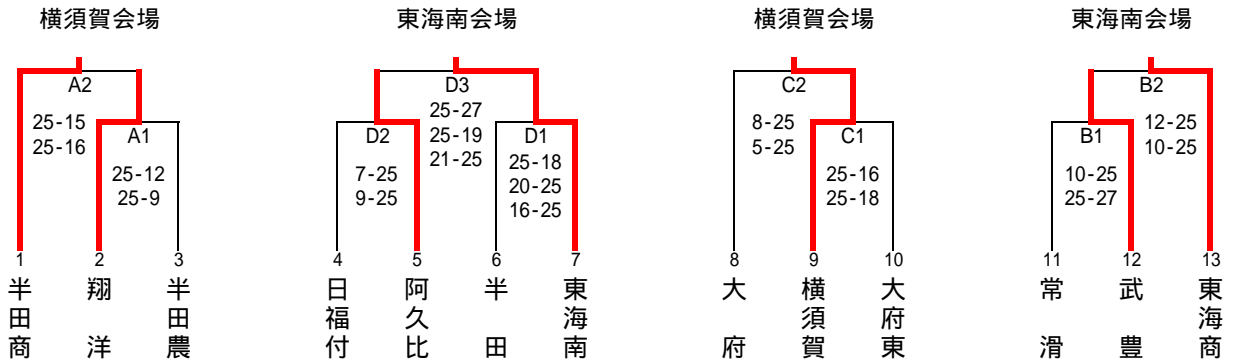 横須賀会場
東海南会場
横須賀会場
東海南会場
A2
25-15
25-16
A1
25-12
25-9
D3
25-27
25-19
21-25
D2
7-25
9-25
D1
25-18
20-25
16-25
C2
8-25
5-25
C1
25-16
25-18
B2
12-25
10-25
B1
10-25
25-27
1 2 3 4 5 6 7 8 9 10 11 12 13
半田商
翔洋
半田農
日福付
阿久比
半田
東海南
大府
横須賀
大府東
常滑
武豊
東海商